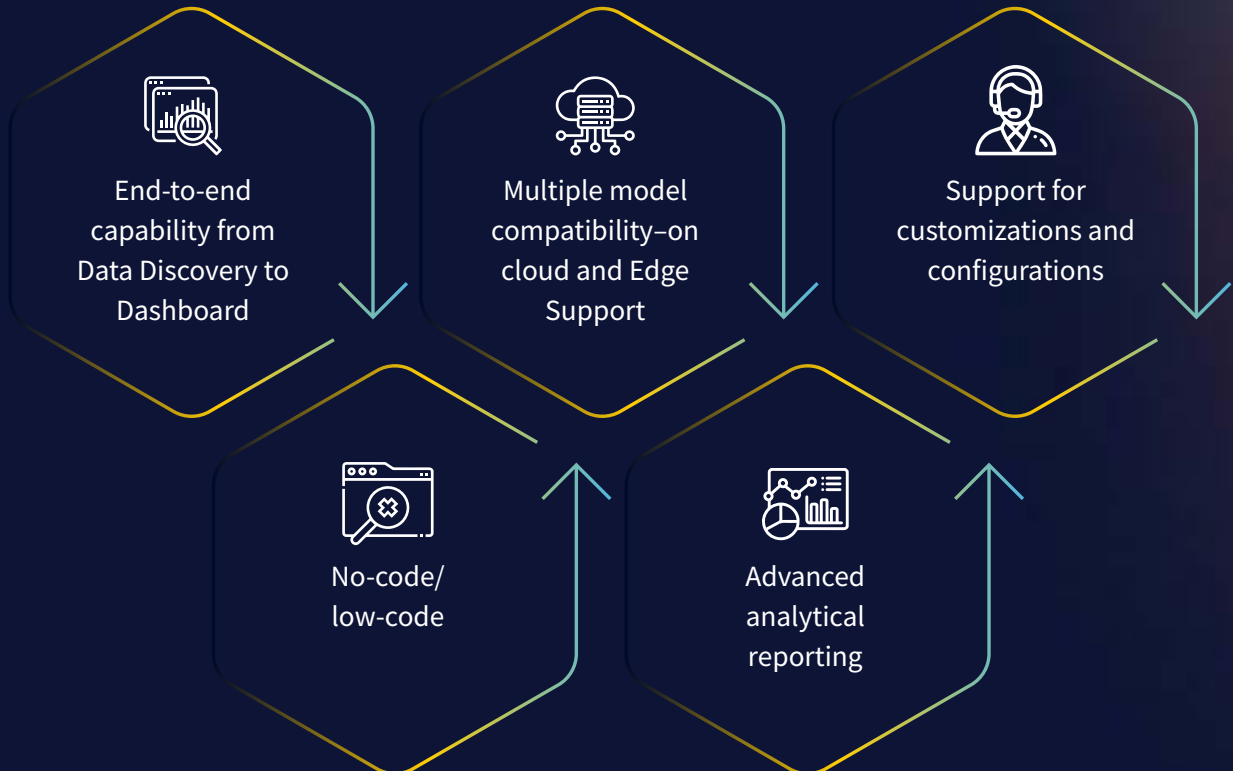 End-to-end
capability from
Data Discovery to
Dashboard
Multiple model
compatibility–on
cloud and Edge
Support
Support for
customizations and
configurations
No-code/
low-code
Advanced
analytical
reporting